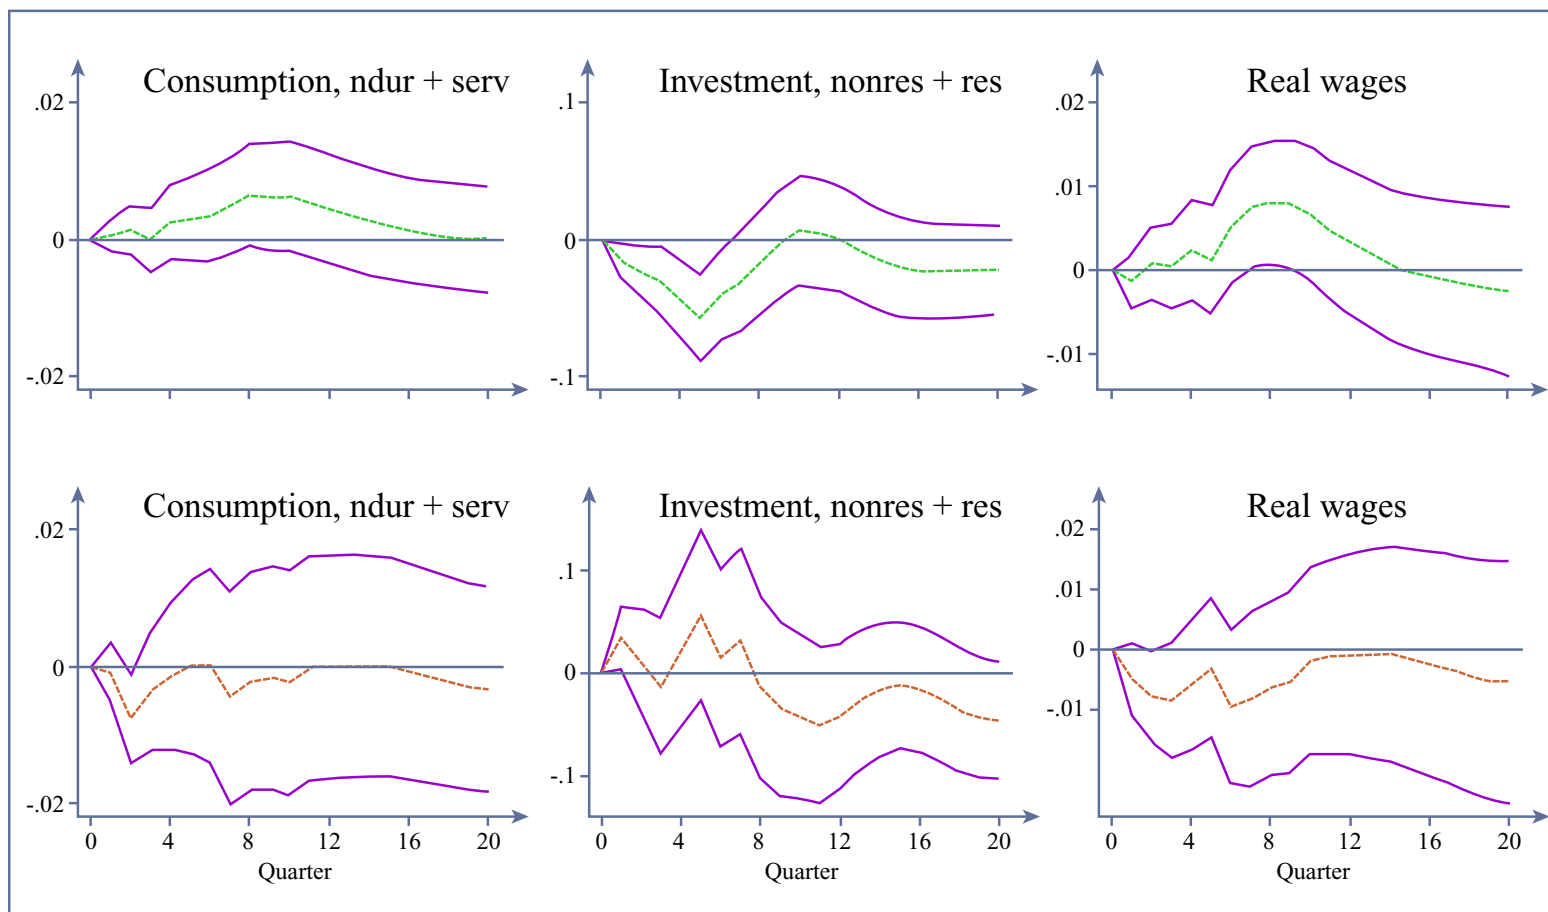 Consumption, ndur + serv
.02
0
-.02
Investment, nonres + res
.1
0
-.1
Real wages
.02
.01
0
-.01
Consumption, ndur + serv
.02
0
-.02
0 4 8 12 16 20
Quarter
Investment, nonres + res
.1
0
-.1
0 4 8 12 16 20
Quarter
Real wages
.02
.01
0
-.01
0 4 8 12 16 20
Quarter